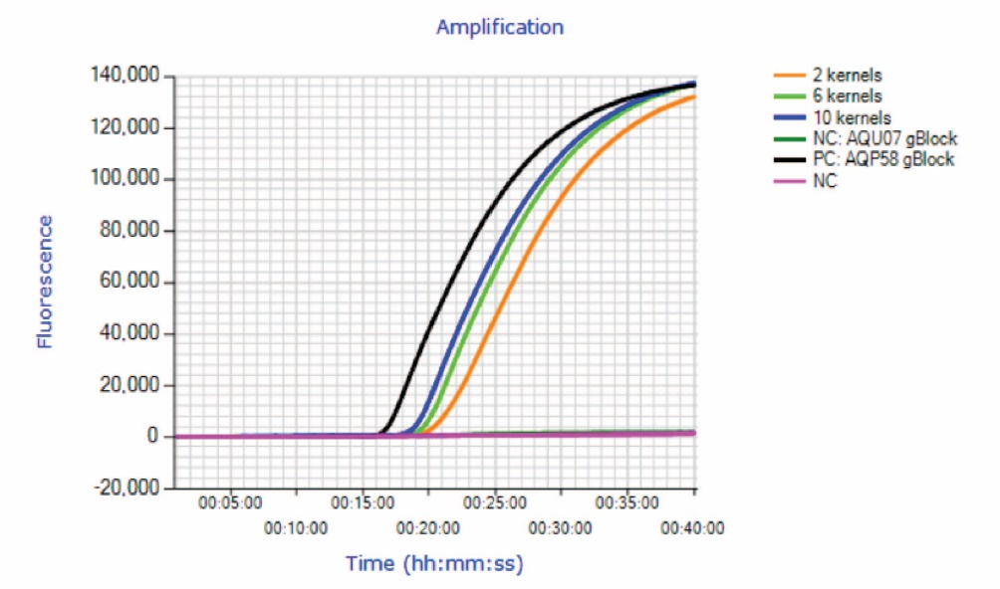 Amplification
140,000
120,000
100,000
80,000
60,000
40,000
20,000
0
-20,000
Fluorescence
00:05:00 00:15:00 00:25:00 00:35:00
00:10:00 00:20:00 00:30:00 00:40:00
Time (hh:mm:ss)
2 kernels
6 kernels
10 kernels
NC: AQU07 gBlock
PC: AQP58 gBlock
NC